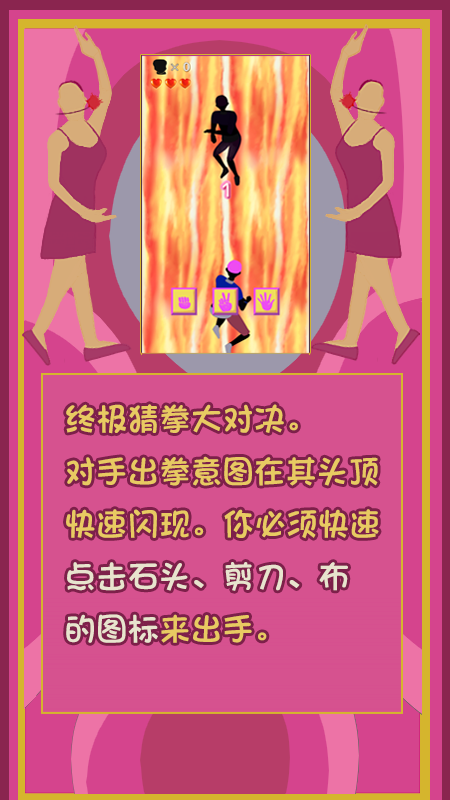 × 0
1
终极猜拳大对决。
对手出拳意图在其头顶
快速闪现。你必须快速
点击石头、剪刀、布
的图标来出手。